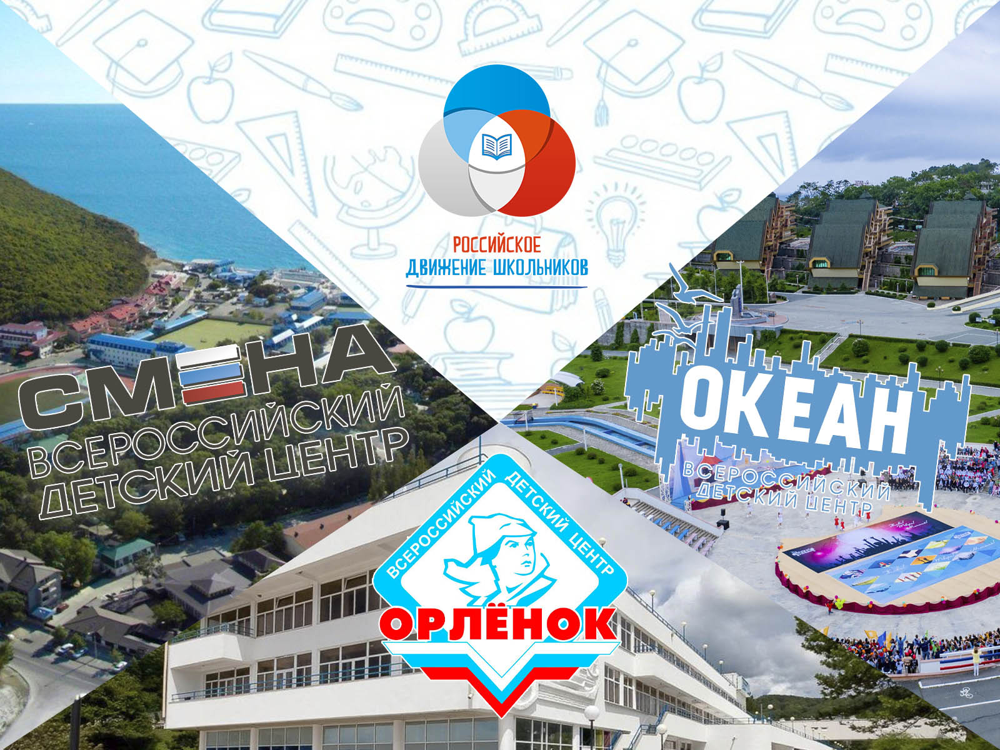 РОССИЙСКОЕ
ДВИЖЕНИЕ ШКОЛЬНИКОВ
СМЕНА
ВСЕРОССИЙСКИЙ
ДЕТСКИЙ ЦЕНТР
ОКЕАН
ВСЕРОССИЙСКИЙ
ДЕТСКИЙ ЦЕНТР
ВСЕРОССИЙСКИЙ ДЕТСКИЙ ЦЕНТР
ОРЛЁНОК